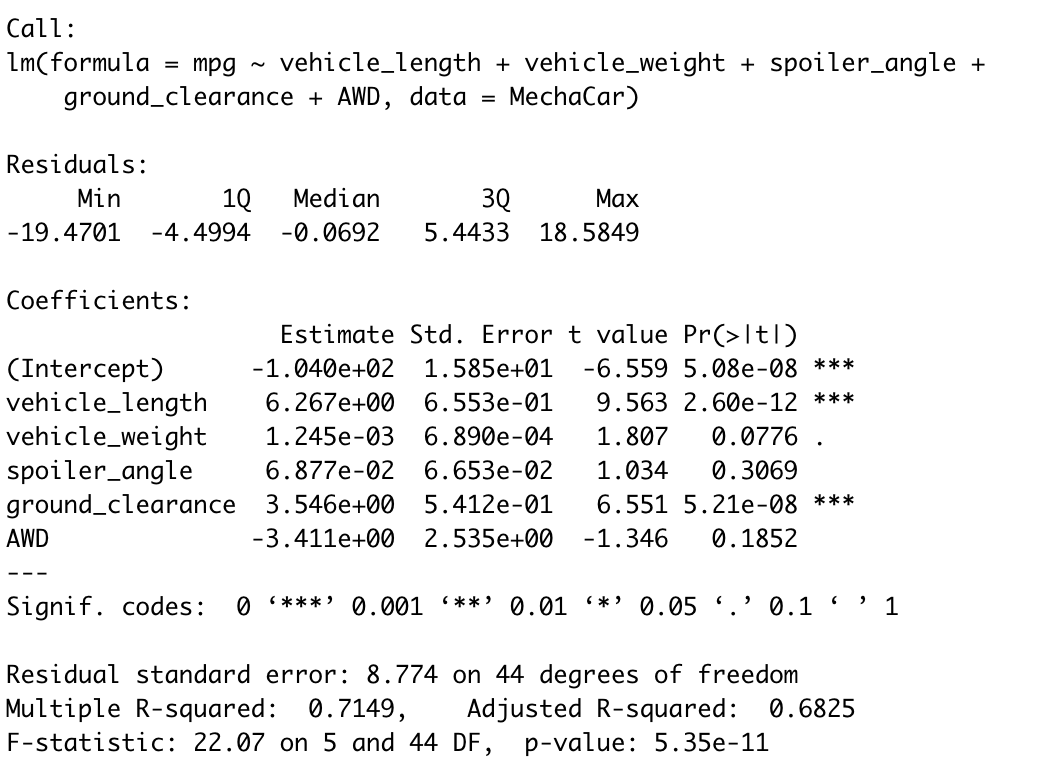 Call:
lm(formula = mpg ~ vehicle_length + vehicle_weight + spoiler_angle +
    ground_clearance + AWD, data = MechaCar)

Residuals:
     Min       1Q   Median       3Q      Max
-19.4701  -4.4994  -0.0692   5.4433  18.5849

Coefficients:
                   Estimate Std. Error t value Pr(>|t|)
(Intercept)      -1.040e+02  1.585e+01  -6.559 5.08e-08 ***
vehicle_length    6.267e+00  6.553e-01   9.563 2.60e-12 ***
vehicle_weight    1.245e-03  6.890e-04   1.807   0.0776 .
spoiler_angle     6.877e-02  6.653e-02   1.034   0.3069
ground_clearance  3.546e+00  5.412e-01   6.551 5.21e-08 ***
AWD              -3.411e+00  2.535e+00  -1.346   0.1852
---
Signif. codes:  0 ‘***’ 0.001 ‘**’ 0.01 ‘*’ 0.05 ‘.’ 0.1 ‘ ’ 1

Residual standard error: 8.774 on 44 degrees of freedom
Multiple R-squared:  0.7149,    Adjusted R-squared:  0.6825
F-statistic: 22.07 on 5 and 44 DF,  p-value: 5.35e-11